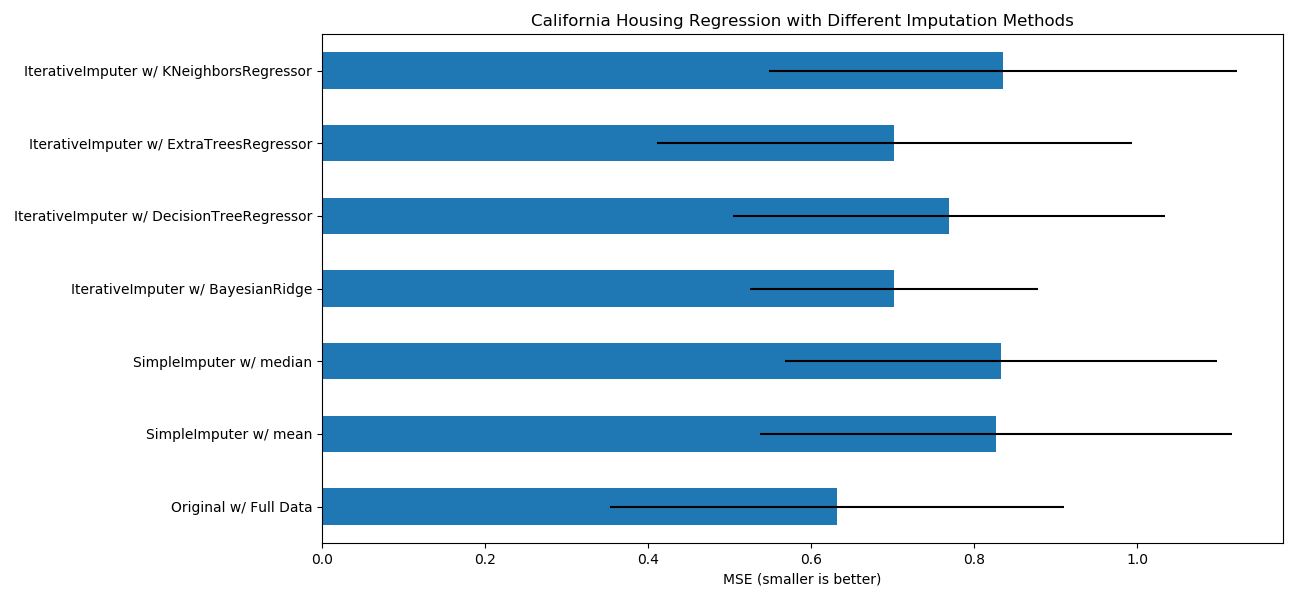 California Housing Regression with Different Imputation Methods
IterativeImputer w/ KNeighborsRegressor
IterativeImputer w/ ExtraTreesRegressor
IterativeImputer w/ DecisionTreeRegressor
IterativeImputer w/ BayesianRidge
SimpleImputer w/ median
SimpleImputer w/ mean
Original w/ Full Data
0.0 0.2 0.4 0.6 0.8 1.0
MSE (smaller is better)